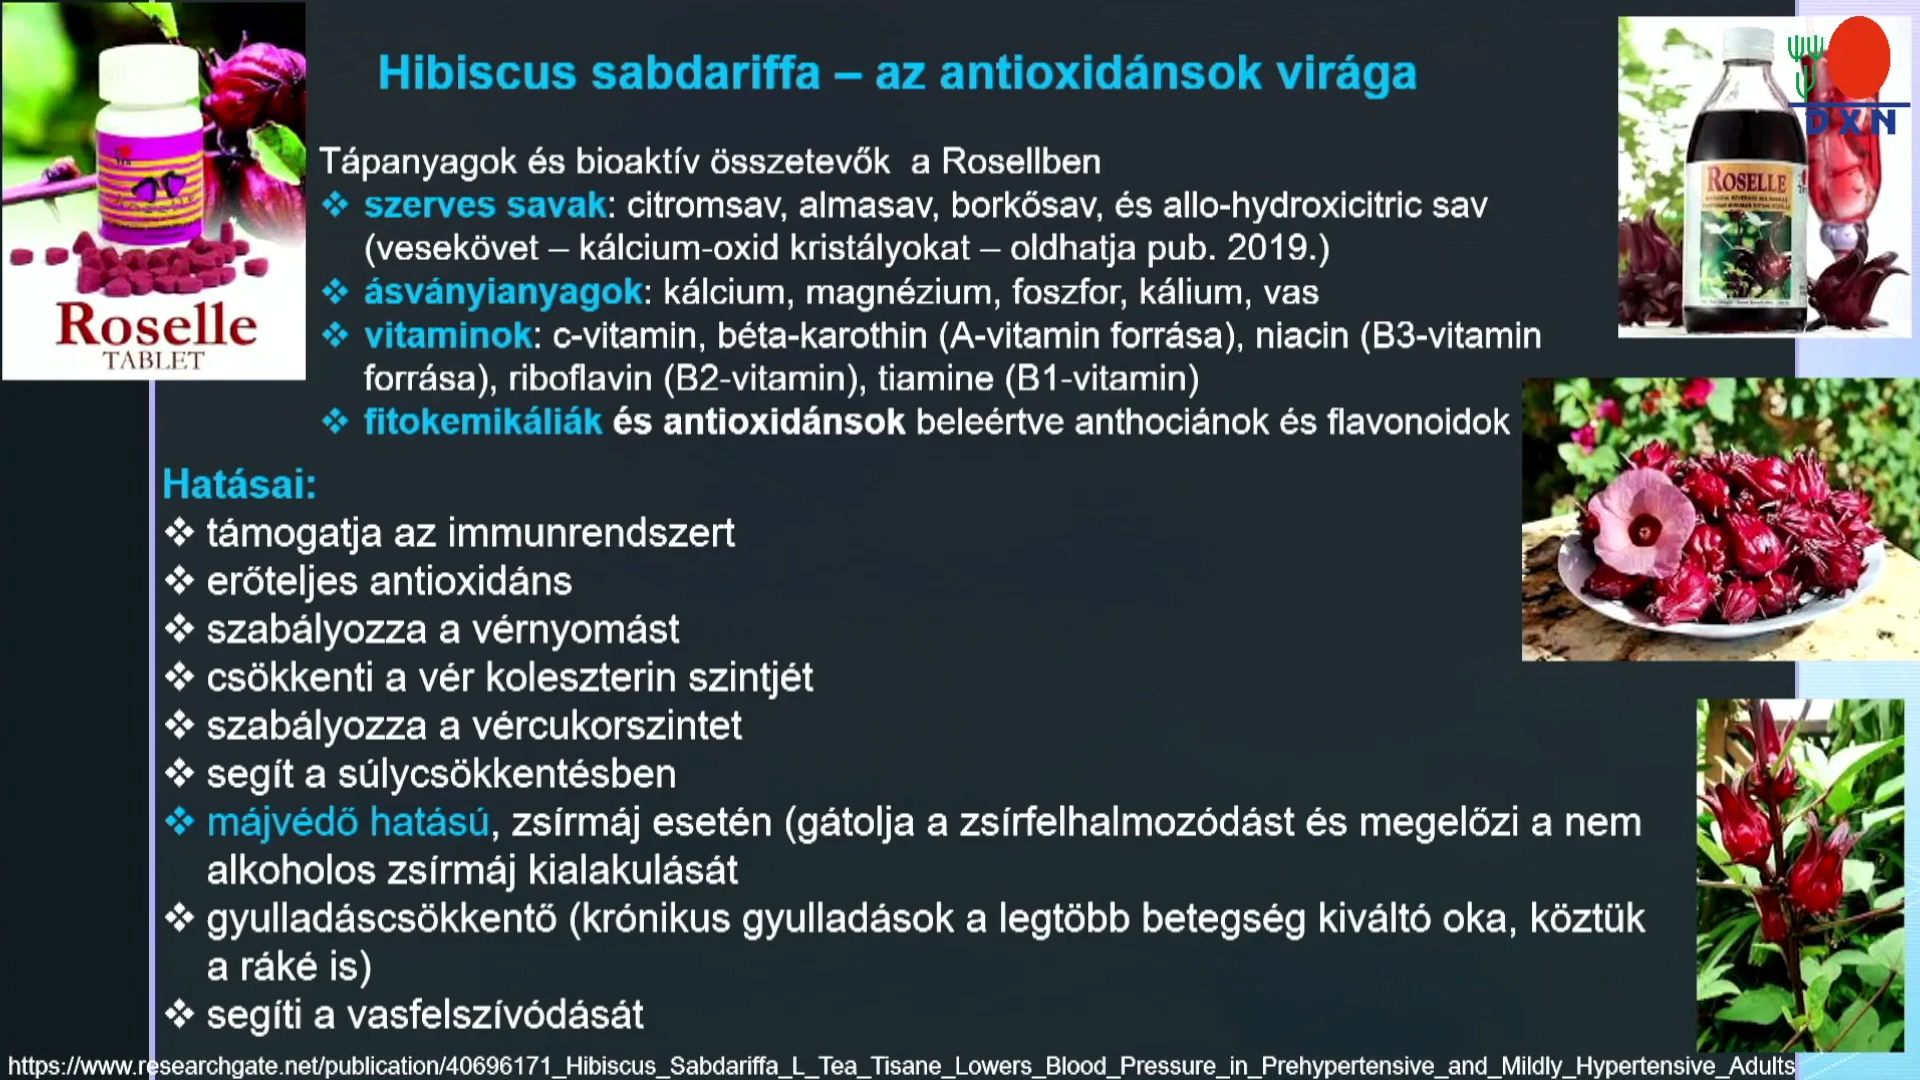 Hibiscus sabdariffa – az antioxidánsok virága
Tápanyagok és bioaktív összetevők a Rosellben
❖ szerves savak: citromsav, almasav, borkősav, és allo-hydroxicitric sav
(vesekövet – kálcium-oxid kristályokat – oldhatja pub. 2019.)
❖ ásványianyagok: kálcium, magnézium, foszfor, kálium, vas
❖ vitaminok: c-vitamin, béta-karothin (A-vitamin forrása), niacin (B3-vitamin
forrása), riboflavin (B2-vitamin), tiamine (B1-vitamin)
❖ fitokemikáliák és antioxidánsok beleértve anthociánok és flavonoidok
Roselle
TABLET
ROSELLE
DXN
Hatásai:
❖ támogatja az immunrendszert
❖ erőteljes antioxidáns
❖ szabályozza a vérnyomást
❖ csökkenti a vér koleszterin szintjét
❖ szabályozza a vércukorszintet
❖ segít a súlycsökkentésben
❖ májvédő hatású, zsírmáj esetén (gátolja a zsírfelhalmozódást és megelőzi a nem
alkoholos zsírmáj kialakulását
❖ gyulladáscsökkentő (krónikus gyulladások a legtöbb betegség kiváltó oka, köztük
a ráké is)
❖ segíti a vasfelszívódását
https://www.researchgate.net/publication/40696171_Hibiscus_Sabdariffa_L_Tea_Tisane_Lowers_Blood_Pressure_in_Prehypertensive_and_Mildly_Hypertensive_Adults